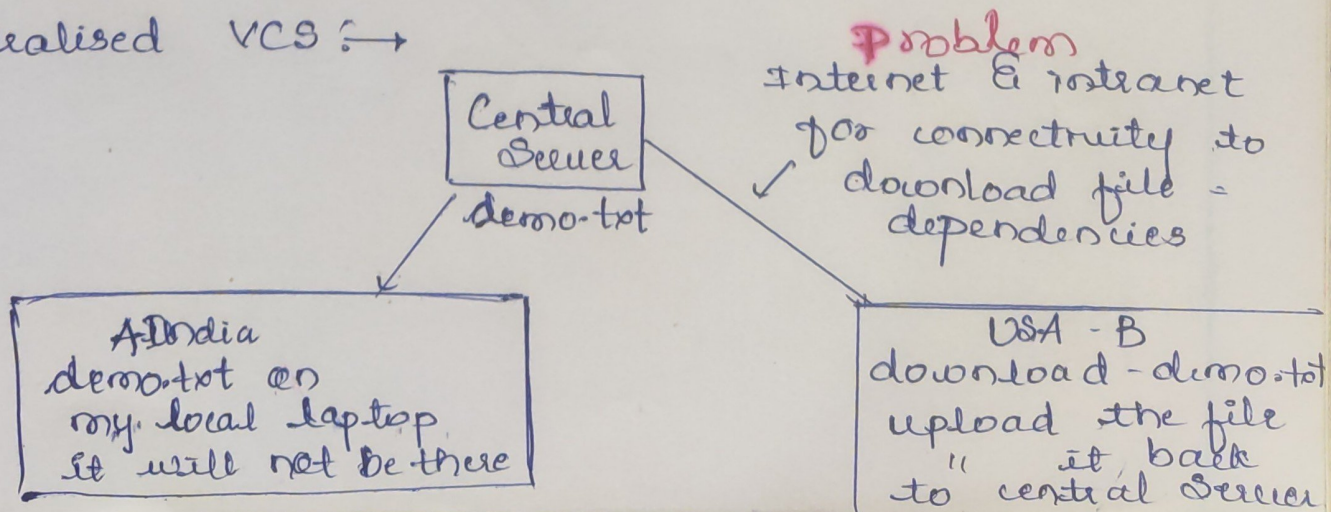 ealised VCS :→
Problem
Internet & intranet
for connectivity to
download file =
dependencies
Central
Server
demo.txt
A-India
demo.txt on
my local laptop
it will not be there
USA - B
download - demo.txt
upload the file
" it back
to central Server